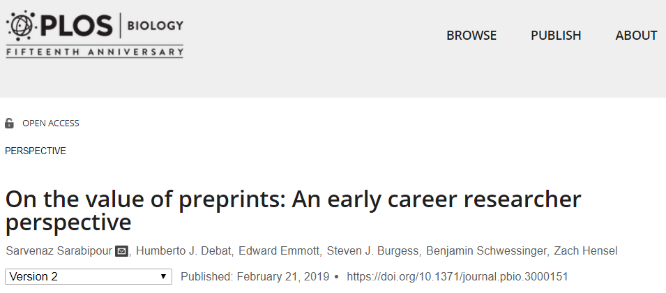 PLOS | BIOLOGY
FIFTEENTH ANNIVERSARY
BROWSE PUBLISH ABOUT
OPEN ACCESS
PERSPECTIVE
On the value of preprints: An early career researcher
perspective
Sarvenaz Sarabipour , Humberto J. Debat, Edward Emmott, Steven J. Burgess, Benjamin Schwessinger, Zach Hensel
Version 2 Published: February 21, 2019 • https://doi.org/10.1371/journal.pbio.3000151